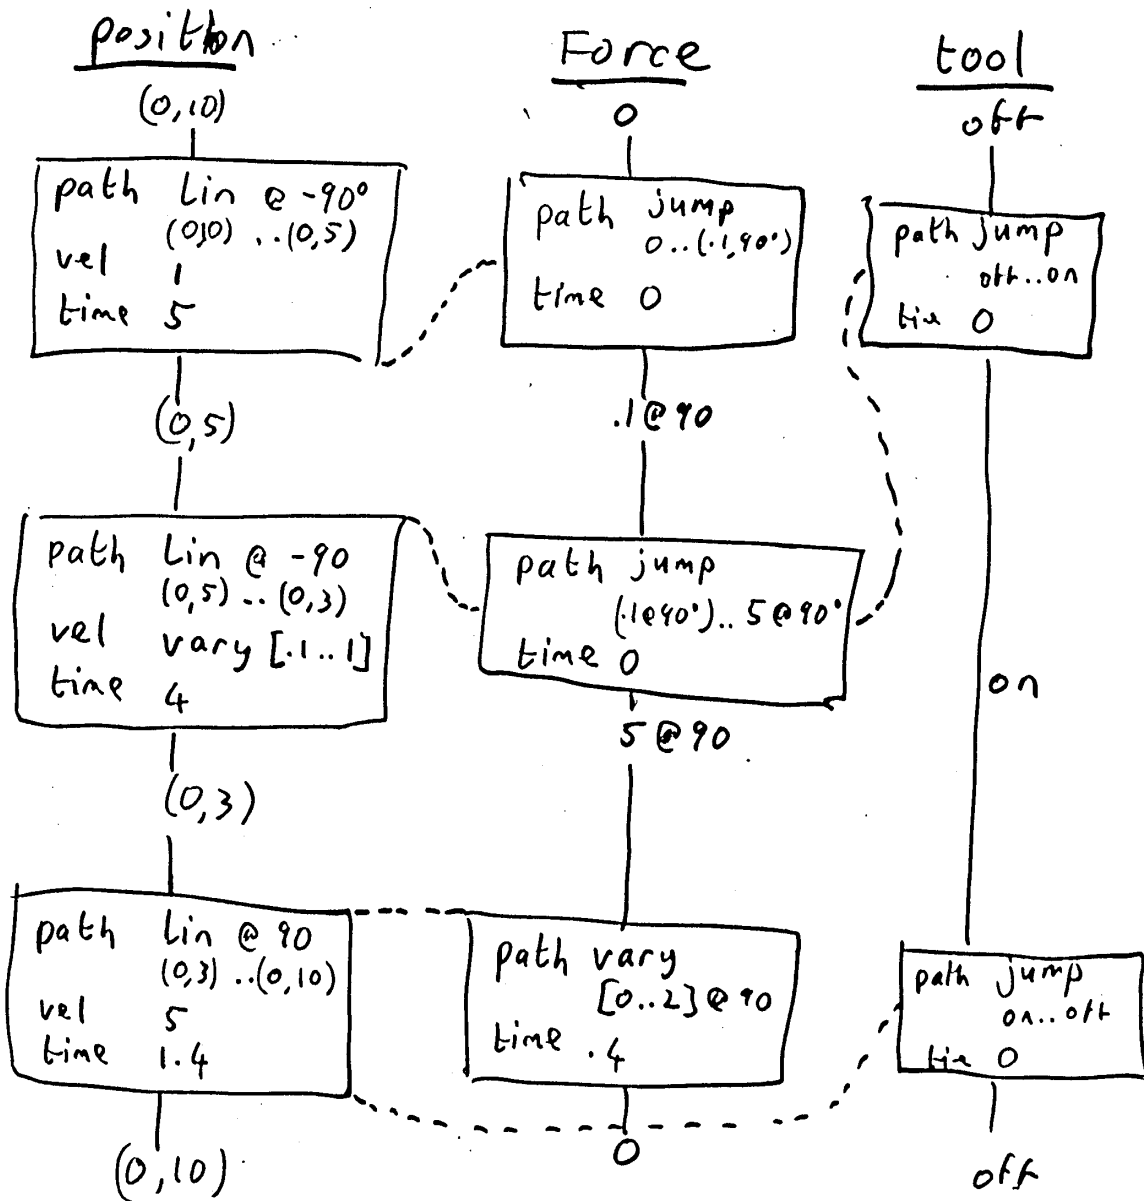 position
(0,10)
path Lin @ -90°
(0,10) ..(0,5)
vel 1
time 5
(0,5)
path Lin @ -90
(0,5) .. (0,3)
vel vary [.1..1]
time 4
(0,3)
path Lin @ 90
(0,3) ..(0,10)
vel 5
time 1.4
(0,10)
Force
0
path jump
0..(.1,90°)
time 0
.1@90
path jump
(.1@90°).. 5@90°
time 0
5@90
path vary
[0..2]@90
time .4
0
tool
off
path jump
off..on
tie 0
on
path jump
on..off
tie 0
off